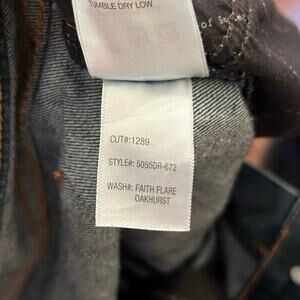 TUMBLE DRY LOW
CUT#:1289
STYLE#: 5055DR-672
WASH#: FAITH FLARE
OAKHURST